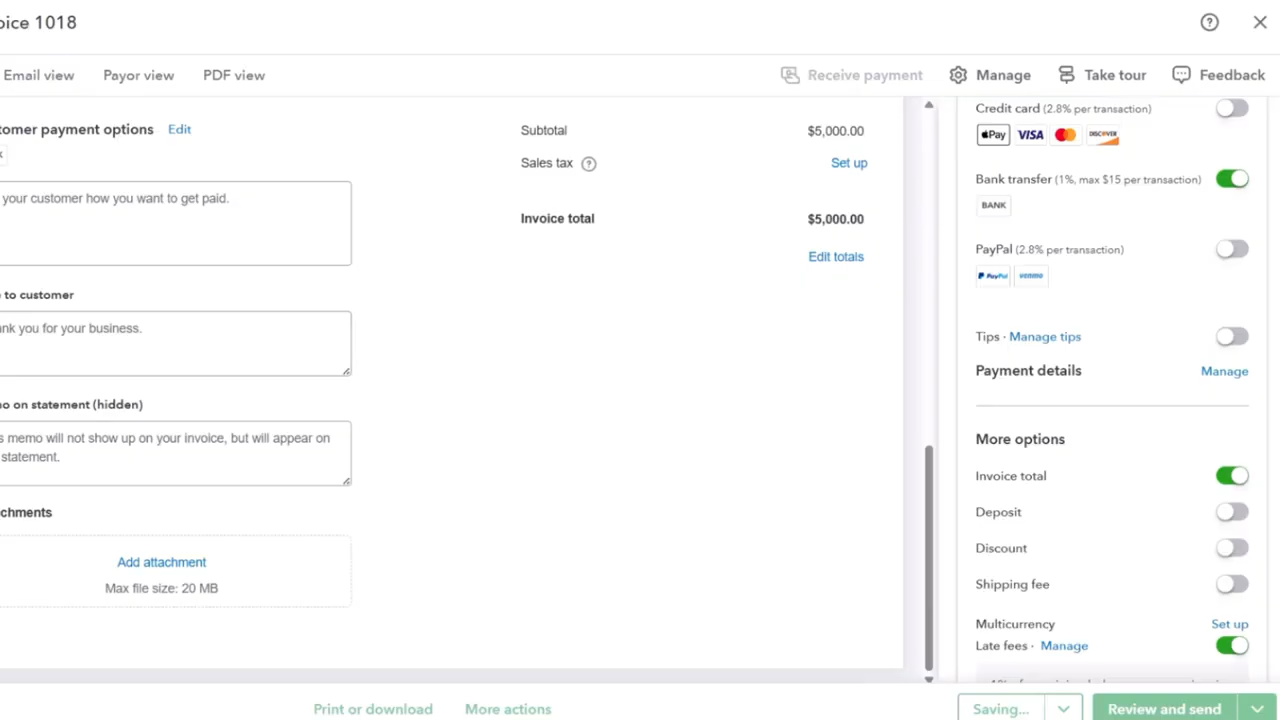 oice 1018
Email view Payor view PDF view Receive payment Manage Take tour Feedback
tomer payment options Edit
your customer how you want to get paid.
to customer
ank you for your business.
no on statement (hidden)
s memo will not show up on your invoice, but will appear on
statement.
chments
Add attachment
Max file size: 20 MB
Subtotal $5,000.00
Sales tax Set up
Invoice total $5,000.00
Edit totals
Credit card (2.8% per transaction)
Pay VISA DISCOVER
Bank transfer (1%, max $15 per transaction)
BANK
PayPal (2.8% per transaction)
PayPal venmo
Tips · Manage tips
Payment details Manage
More options
Invoice total
Deposit
Discount
Shipping fee
Multicurrency Set up
Late fees · Manage
Print or download More actions Saving... Review and send